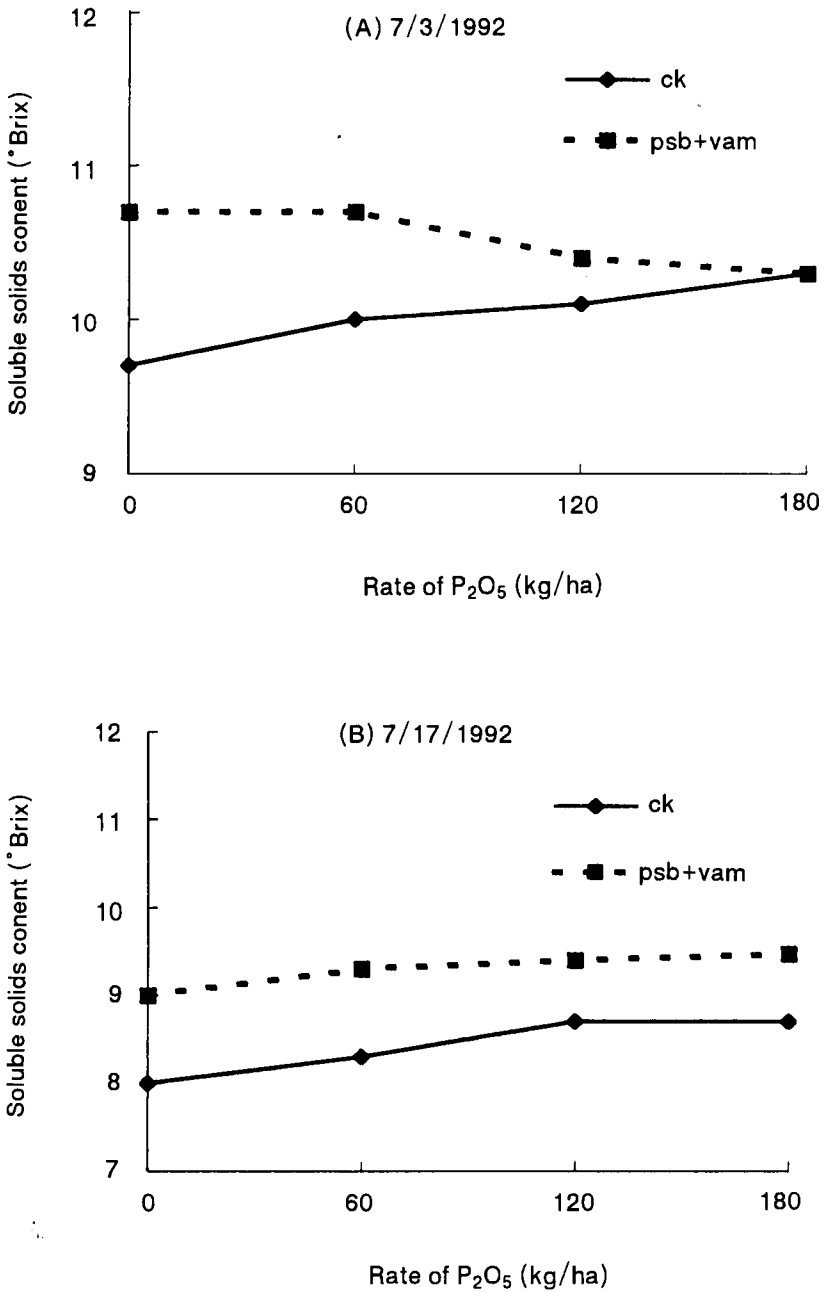 (A) 7/3/1992
ck
psb+vam
Soluble solids conent (°Brix)
12
11
10
9
0 60 120 180
Rate of P₂O₅ (kg/ha)
(B) 7/17/1992
ck
psb+vam
Soluble solids conent (°Brix)
12
11
10
9
8
7
0 60 120 180
Rate of P₂O₅ (kg/ha)